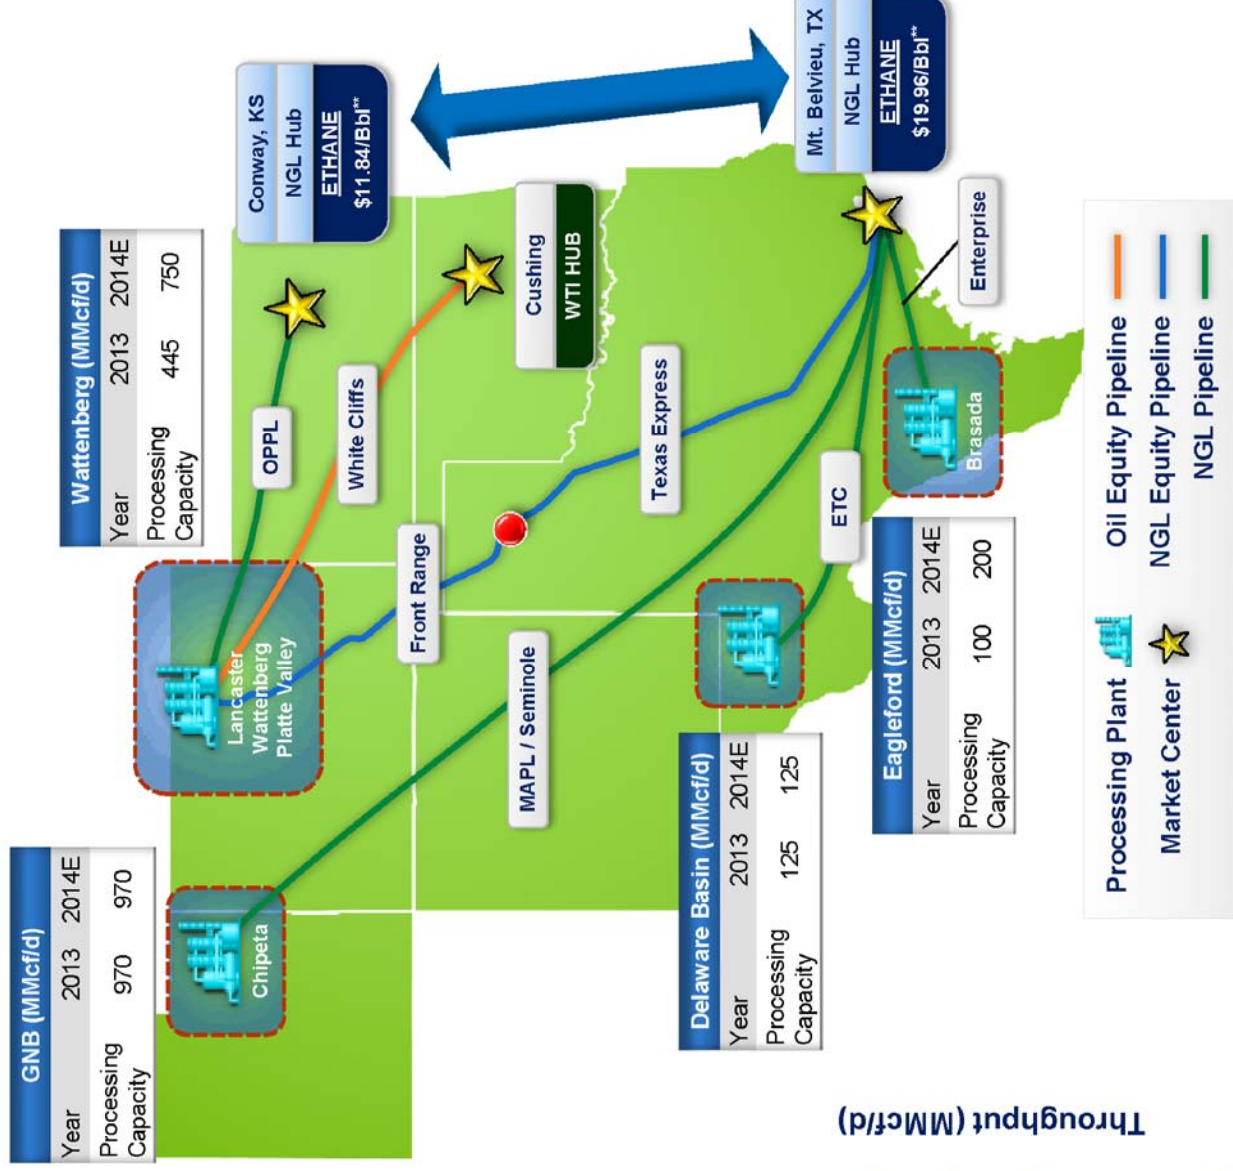 GNB (MMcf/d)
Year 2013 2014E
Processing Capacity 970 970
Wattenberg (MMcf/d)
Year 2013 2014E
Processing Capacity 445 750
Conway, KS
NGL Hub
ETHANE
$11.84/Bbl**
Chipeta
Lancaster
Wattenberg
Platte Valley
OPPL
White Cliffs
Front Range
Cushing
WTI HUB
MAPL / Seminole
Texas Express
Mt. Belvieu, TX
NGL Hub
ETHANE
$19.96/Bbl**
Delaware Basin (MMcf/d)
Year 2013 2014E
Processing Capacity 125 125
ETC
Enterprise
Brasada
Eagleford (MMcf/d)
Year 2013 2014E
Processing Capacity 100 200
Processing Plant
Market Center
Oil Equity Pipeline
NGL Equity Pipeline
NGL Pipeline
Throughput (MMcf/d)